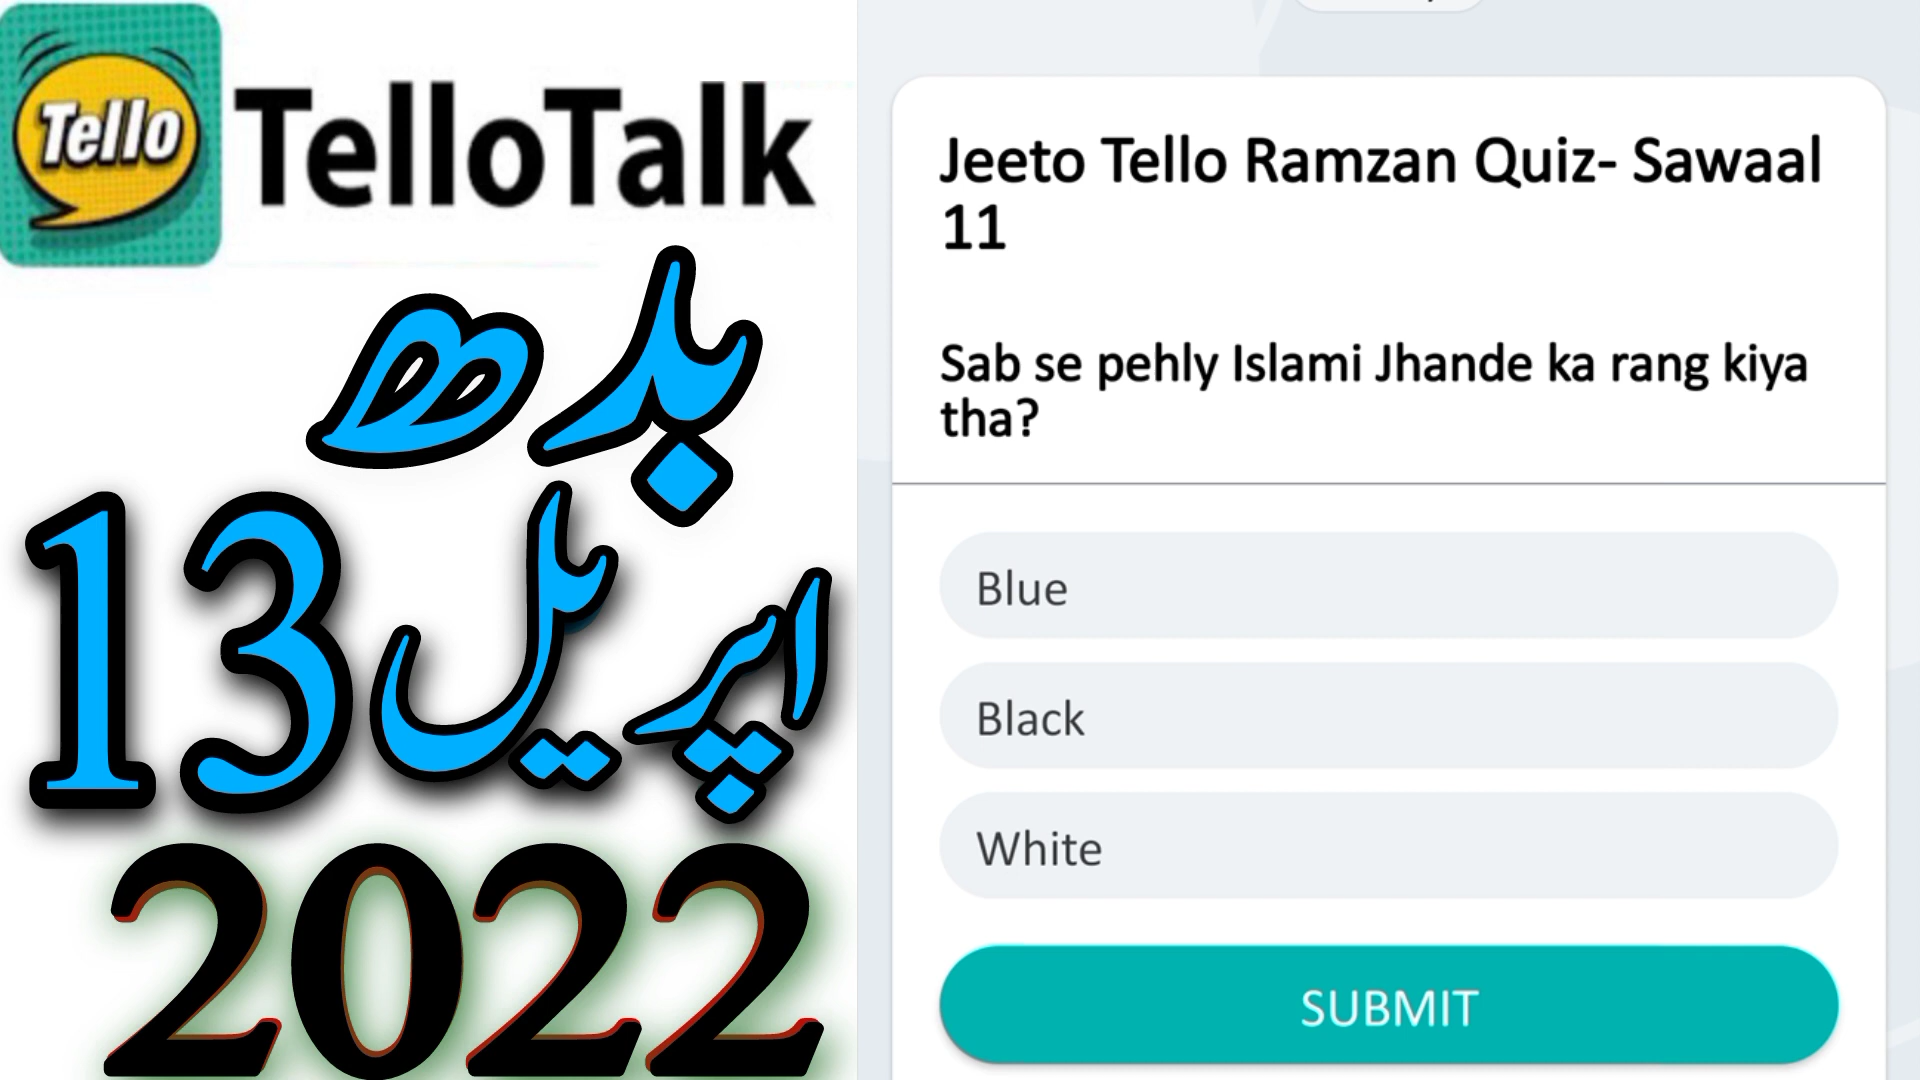 Tello
TelloTalk
بدھ
13 اپریل
2022
Jeeto Tello Ramzan Quiz- Sawaal
11
Sab se pehly Islami Jhande ka rang kiya
tha?
Blue
Black
White
SUBMIT